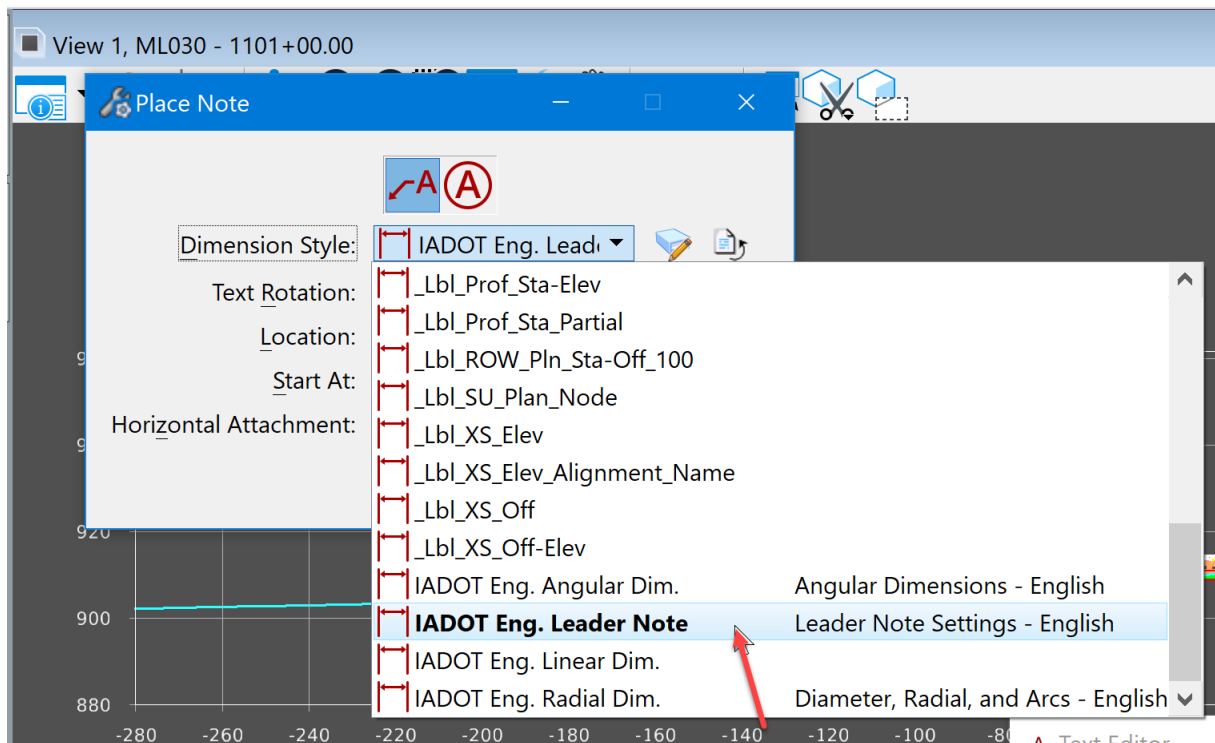 View 1, ML030 - 1101+00.00
Place Note
A A
Dimension Style: IADOT Eng. Lead
Text Rotation:
Location:
Start At:
Horizontal Attachment:
_Lbl_Prof_Sta-Elev
_Lbl_Prof_Sta_Partial
_Lbl_ROW_Pln_Sta-Off_100
_Lbl_SU_Plan_Node
_Lbl_XS_Elev
_Lbl_XS_Elev_Alignment_Name
_Lbl_XS_Off
_Lbl_XS_Off-Elev
IADOT Eng. Angular Dim. Angular Dimensions - English
IADOT Eng. Leader Note Leader Note Settings - English
IADOT Eng. Linear Dim.
IADOT Eng. Radial Dim. Diameter, Radial, and Arcs - English
920
900
880
-280 -260 -240 -220 -200 -180 -160 -140 -120 -100
A Text Editor